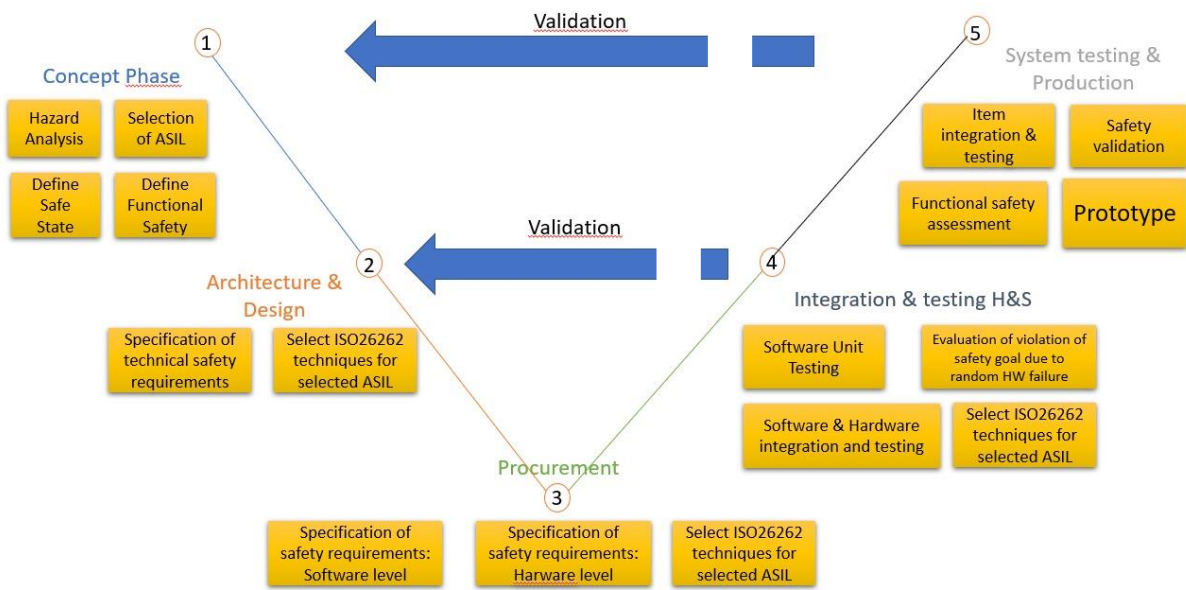 Validation
1
5
Concept Phase
System testing &
Production
Hazard
Analysis
Selection
of ASIL
Item
integration &
testing
Safety
validation
Define
Safe
State
Define
Functional
Safety
Functional safety
assessment
Prototype
Validation
2
4
Architecture &
Design
Integration & testing H&S
Specification of
technical safety
requirements
Select ISO26262
techniques for
selected ASIL
Software Unit
Testing
Evaluation of violation of
safety goal due to
random HW failure
Software & Hardware
integration and testing
Select ISO26262
techniques for
selected ASIL
Procurement
3
Specification of
safety requirements:
Software level
Specification of
safety requirements:
Harware level
Select ISO26262
techniques for
selected ASIL